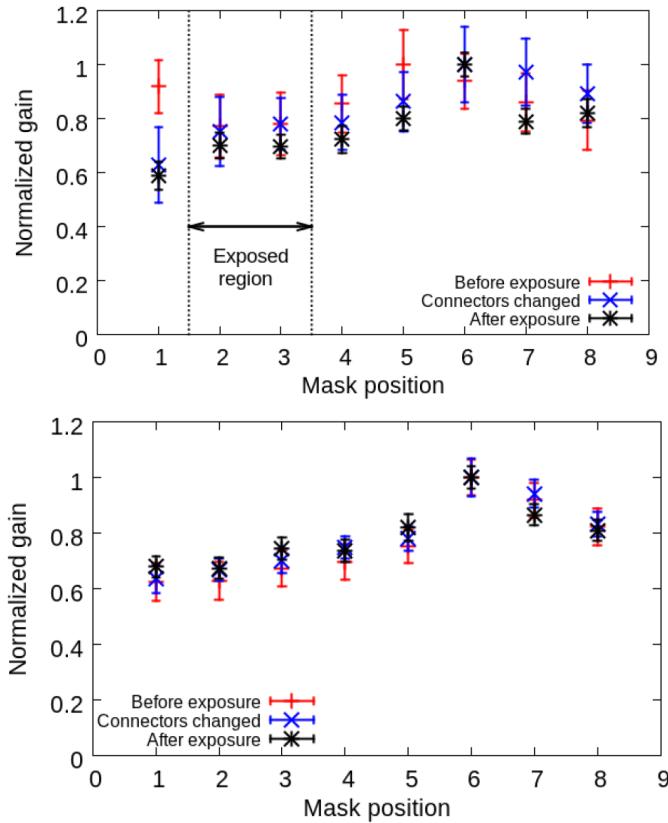 1.2
1
0.8
0.6
0.4
0.2
0
Normalized gain
Exposed
region
Before exposure
Connectors changed
After exposure
0 1 2 3 4 5 6 7 8 9
Mask position
1.2
1
0.8
0.6
0.4
0.2
0
Normalized gain
Before exposure
Connectors changed
After exposure
0 1 2 3 4 5 6 7 8 9
Mask position